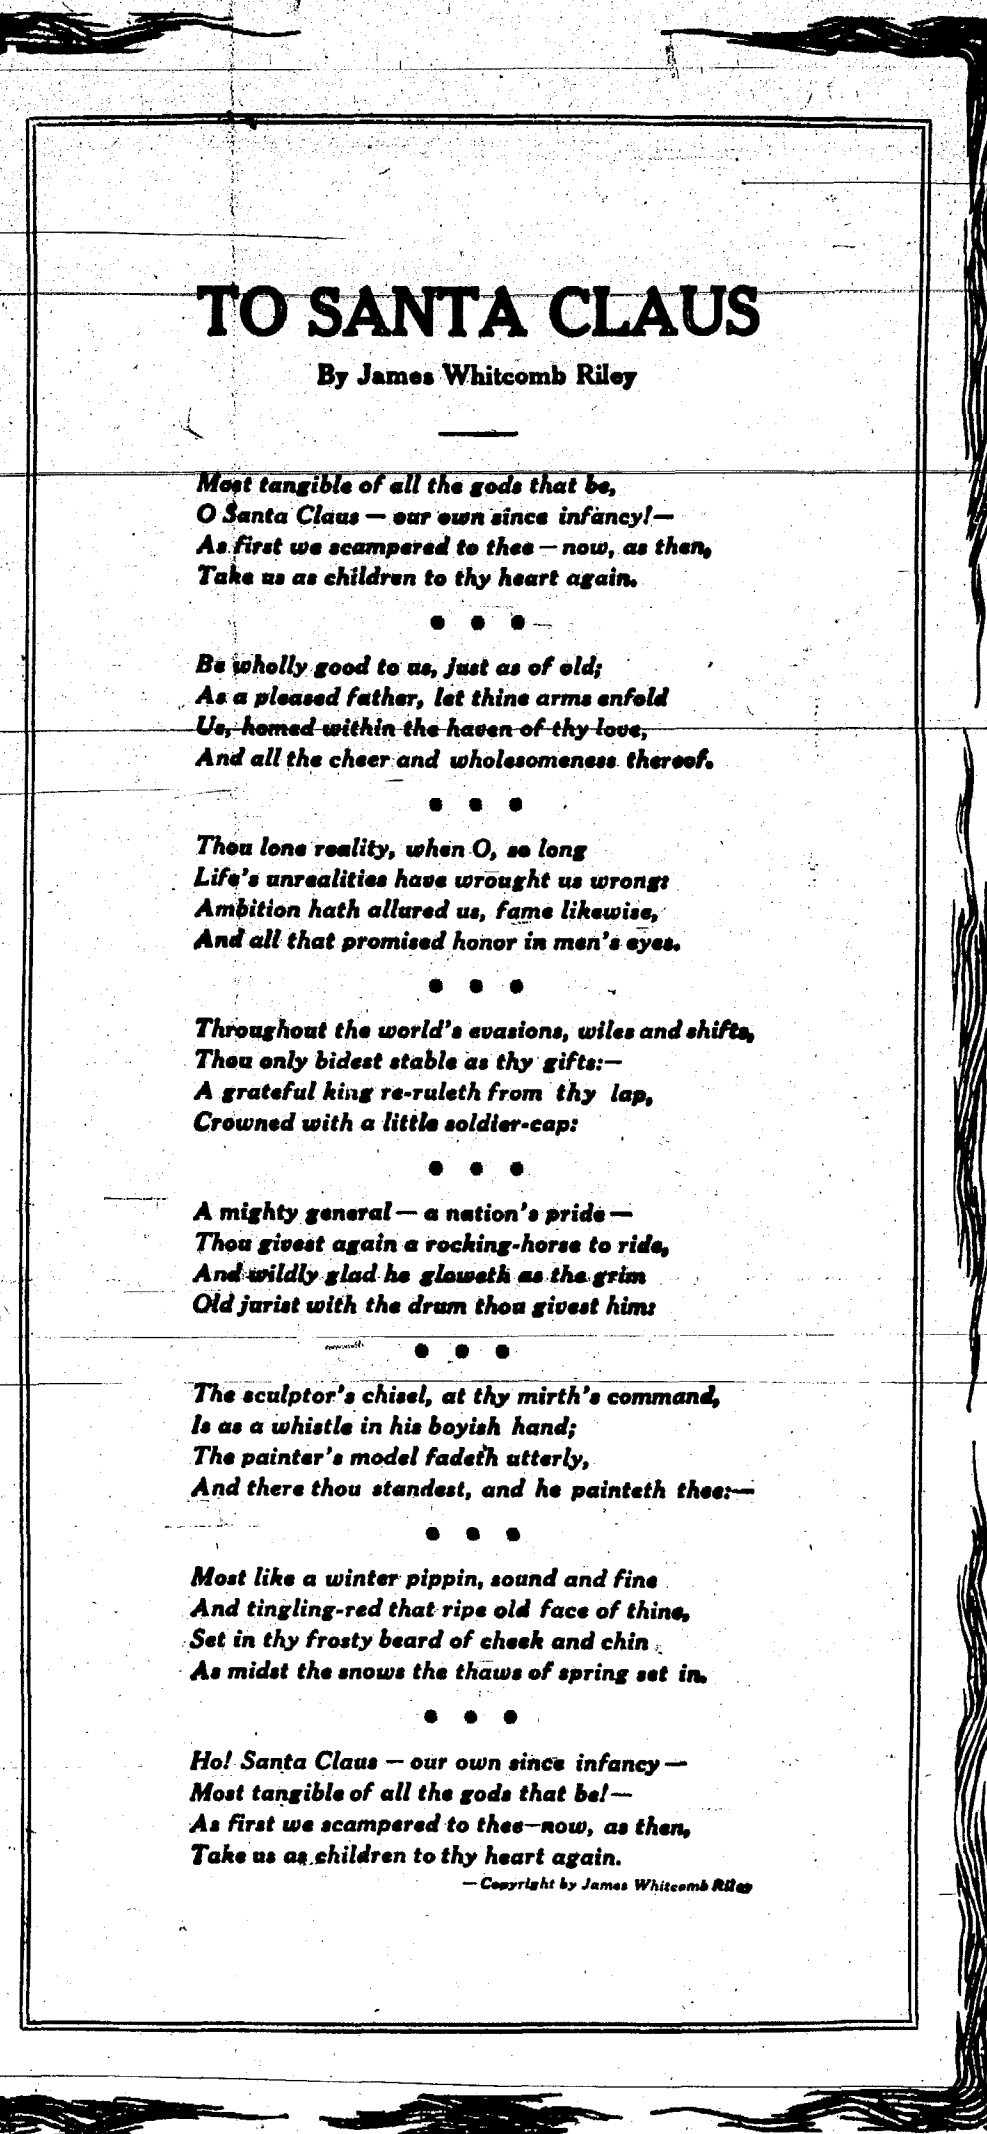 TO SANTA CLAUS
By James Whitcomb Riley
Most tangible of all the gods that be,
O Santa Claus — our own since infancy!—
As first we scampered to thee — now, as then,
Take us as children to thy heart again.
Be wholly good to us, just as of old;
As a pleased father, let thine arms enfold
Us, homed within the haven of thy love,
And all the cheer and wholesomeness thereof.
Thou lone reality, when O, so long
Life's unrealities have wrought us wrong:
Ambition hath allured us, fame likewise,
And all that promised honor in men's eyes.
Throughout the world's evasions, wiles and shifts,
Thou only bidest stable as thy gifts:—
A grateful king re-ruleth from thy lap,
Crowned with a little soldier-cap:
A mighty general — a nation's pride —
Thou givest again a rocking-horse to ride,
And wildly glad he gloweth as the grim
Old jurist with the drum thou givest him:
The sculptor's chisel, at thy mirth's command,
Is as a whistle in his boyish hand;
The painter's model fadeth utterly,
And there thou standest, and he painteth thee:—
Most like a winter pippin, sound and fine
And tingling-red that ripe old face of thine,
Set in thy frosty beard of cheek and chin
As midst the snows the thaws of spring set in.
Ho! Santa Claus — our own since infancy —
Most tangible of all the gods that be!—
As first we scampered to thee—now, as then,
Take us as children to thy heart again.
— Copyright by James Whitcomb Riley